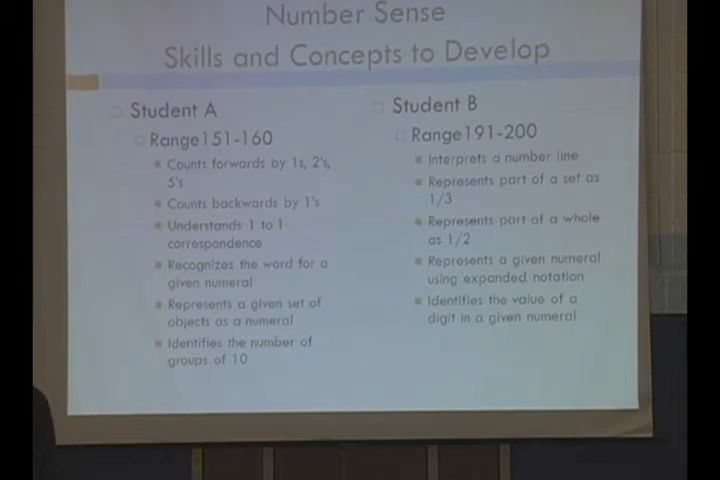 Number Sense
Skills and Concepts to Develop
Student A
Range151-160
Counts forwards by 1s, 2's,
5's
Counts backwards by 1's
Understands 1 to 1
correspondence
Recognizes the word for a
given numeral
Represents a given set of
objects as a numeral
Identifies the number of
groups of 10
Student B
Range191-200
Interprets a number line
Represents part of a set as
1/3
Represents part of a whole
as 1/2
Represents a given numeral
using expanded notation
Identifies the value of a
digit in a given numeral